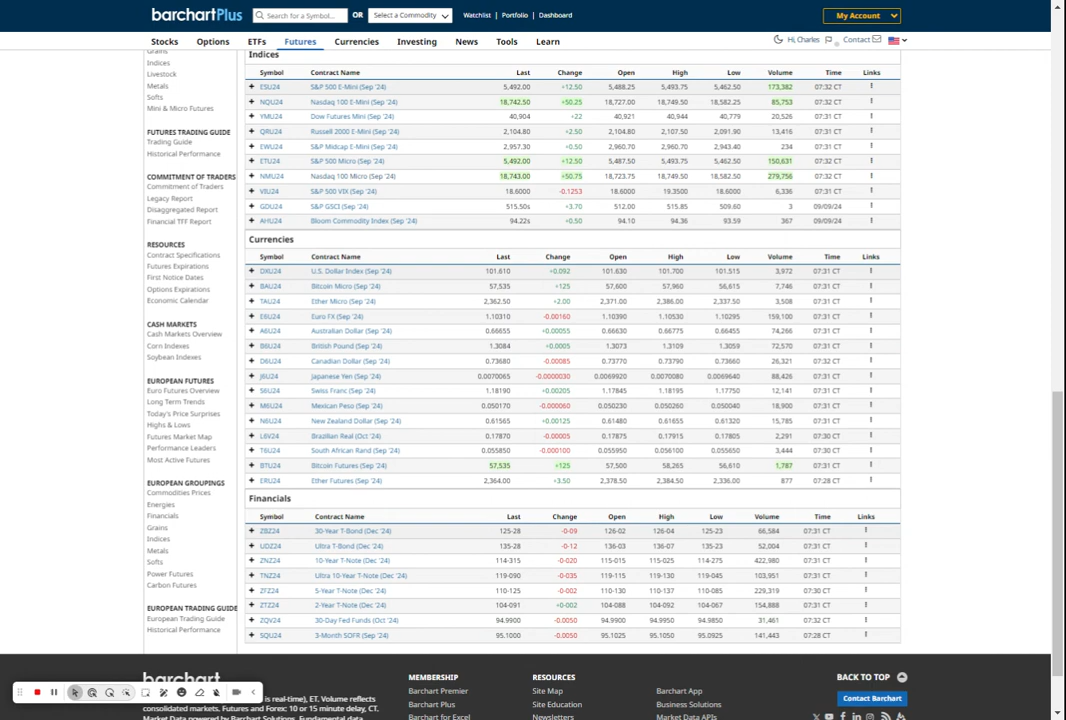 barchartPlus Search for a Symbol... OR Select a Commodity Watchlist | Portfolio | Dashboard My Account
Stocks Options ETFs Futures Currencies Investing News Tools Learn Hi, Charles Contact
Grains
Indices
Livestock
Metals
Softs
Mini & Micro Futures
FUTURES TRADING GUIDE
Trading Guide
Historical Performance
COMMITMENT OF TRADERS
Commitment of Traders
Legacy Report
Disaggregated Report
Financial TFF Report
RESOURCES
Contract Specifications
Futures Expirations
First Notice Dates
Options Expirations
Economic Calendar
CASH MARKETS
Cash Markets Overview
Corn Indexes
Soybean Indexes
EUROPEAN FUTURES
Euro Futures Overview
Long Term Trends
Today's Price Surprises
Highs & Lows
Futures Market Map
Performance Leaders
Most Active Futures
EUROPEAN GROUPINGS
Commodities Prices
Energies
Financials
Grains
Indices
Metals
Softs
Power Futures
Carbon Futures
EUROPEAN TRADING GUIDE
European Trading Guide
Historical Performance
Indices
Symbol Contract Name Last Change Open High Low Volume Time Links
+ ESU24 S&P 500 E-Mini (Sep '24) 5,492.00 +12.50 5,488.25 5,493.75 5,462.50 173,382 07:32 CT
+ NQU24 Nasdaq 100 E-Mini (Sep '24) 18,742.50 +50.25 18,727.00 18,749.50 18,582.25 85,753 07:32 CT
+ YMU24 Dow Futures Mini (Sep '24) 40,904 +22 40,921 40,944 40,779 20,526 07:31 CT
+ QRU24 Russell 2000 E-Mini (Sep '24) 2,104.80 +2.50 2,104.80 2,107.50 2,091.90 13,416 07:32 CT
+ EWU24 S&P Midcap E-Mini (Sep '24) 2,957.30 +0.50 2,960.70 2,960.70 2,943.40 234 07:31 CT
+ ETU24 S&P 500 Micro (Sep '24) 5,492.00 +12.50 5,487.50 5,493.75 5,462.50 150,631 07:32 CT
+ NMU24 Nasdaq 100 Micro (Sep '24) 18,743.00 +50.75 18,723.75 18,749.50 18,582.50 279,756 07:32 CT
+ VIU24 S&P 500 VIX (Sep '24) 18.6000 -0.1253 18.6000 19.3500 18.6000 6,336 07:31 CT
+ GDU24 S&P GSCI (Sep '24) 515.50s +3.70 512.00 515.85 509.60 3 09/09/24
+ AHU24 Bloom Commodity Index (Sep '24) 94.22s +0.50 94.10 94.36 93.59 367 09/09/24
Currencies
Symbol Contract Name Last Change Open High Low Volume Time Links
+ DXU24 U.S. Dollar Index (Sep '24) 101.610 +0.092 101.630 101.700 101.515 3,972 07:31 CT
+ BAU24 Bitcoin Micro (Sep '24) 57,535 +125 57,600 57,960 56,615 7,746 07:31 CT
+ TAU24 Ether Micro (Sep '24) 2,362.50 +2.00 2,371.00 2,386.00 2,337.50 3,508 07:31 CT
+ E6U24 Euro FX (Sep '24) 1.10310 -0.00160 1.10390 1.10530 1.10295 159,100 07:31 CT
+ A6U24 Australian Dollar (Sep '24) 0.66655 +0.00055 0.66630 0.66775 0.66455 74,266 07:32 CT
+ B6U24 British Pound (Sep '24) 1.3084 +0.0005 1.3073 1.3109 1.3059 72,570 07:31 CT
+ D6U24 Canadian Dollar (Sep '24) 0.73680 -0.00085 0.73770 0.73790 0.73660 26,321 07:32 CT
+ J6U24 Japanese Yen (Sep '24) 0.0070065 -0.0000030 0.0069920 0.0070080 0.0069640 88,426 07:31 CT
+ S6U24 Swiss Franc (Sep '24) 1.18190 +0.00205 1.17845 1.18195 1.17750 12,141 07:31 CT
+ M6U24 Mexican Peso (Sep '24) 0.050170 -0.000060 0.050230 0.050260 0.050040 18,900 07:31 CT
+ N6U24 New Zealand Dollar (Sep '24) 0.61565 +0.00125 0.61480 0.61655 0.61320 15,785 07:31 CT
+ L6V24 Brazilian Real (Oct '24) 0.17870 -0.00005 0.17875 0.17915 0.17805 2,291 07:30 CT
+ T6U24 South African Rand (Sep '24) 0.055850 -0.000100 0.055950 0.056100 0.055650 3,444 07:31 CT
+ BTU24 Bitcoin Futures (Sep '24) 57,535 +125 57,500 58,265 56,610 1,787 07:31 CT
+ ERU24 Ether Futures (Sep '24) 2,364.00 +3.50 2,378.50 2,384.50 2,336.00 877 07:28 CT
Financials
Symbol Contract Name Last Change Open High Low Volume Time Links
+ ZBZ24 30-Year T-Bond (Dec '24) 125-28 -0-09 126-02 126-04 125-23 66,584 07:31 CT
+ UDZ24 Ultra T-Bond (Dec '24) 135-28 -0-12 136-03 136-07 135-23 52,004 07:31 CT
+ ZNZ24 10-Year T-Note (Dec '24) 114-315 -0-020 115-015 115-025 114-275 422,980 07:31 CT
+ TNZ24 Ultra 10-Year T-Note (Dec '24) 119-090 -0-035 119-115 119-130 119-045 103,951 07:31 CT
+ ZFZ24 5-Year T-Note (Dec '24) 110-125 -0-002 110-130 110-137 110-085 229,319 07:30 CT
+ ZTZ24 2-Year T-Note (Dec '24) 104-091 +0-002 104-088 104-092 104-067 154,888 07:31 CT
+ ZQV24 30-Day Fed Funds (Oct '24) 94.9900 -0.0050 94.9900 94.9950 94.9850 31,461 07:32 CT
+ SQU24 3-Month SOFR (Sep '24) 95.1000 -0.0050 95.1025 95.1050 95.0925 141,443 07:28 CT
barchart
is real-time), ET. Volume reflects
consolidated markets. Futures and Forex: 10 or 15 minute delay, CT.
Market Data powered by Barchart Solutions. Fundamental data
MEMBERSHIP
Barchart Premier
Barchart Plus
Barchart for Excel
RESOURCES
Site Map
Site Education
Newsletters
Barchart App
Business Solutions
Market Data APIs
BACK TO TOP
Contact Barchart